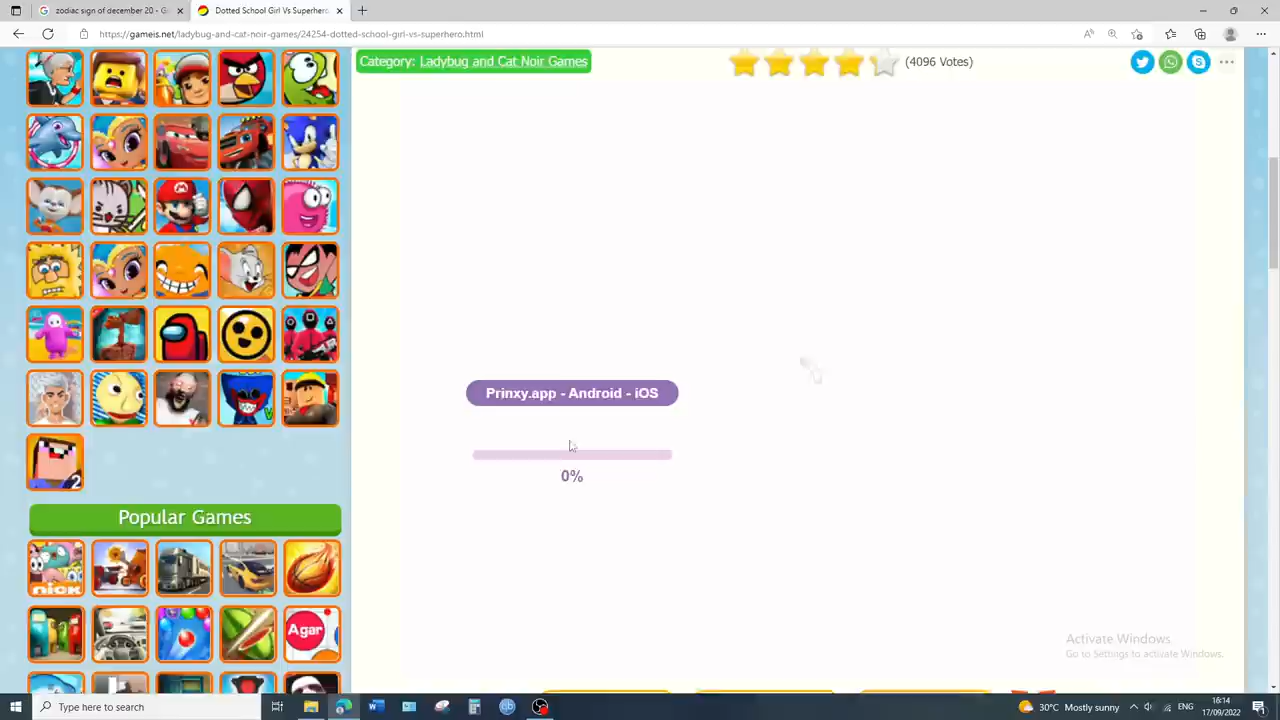 zodiac sign of december 20 - G
Dotted School Girl Vs Superhero
https://gameis.net/ladybug-and-cat-noir-games/24254-dotted-school-girl-vs-superhero.html
Category: Ladybug and Cat Noir Games
(4096 Votes)
Prinxy.app - Android - iOS
0%
2
Popular Games
nick
Agar
Activate Windows
Go to Settings to activate Windows.
Type here to search
30°C Mostly sunny
ENG
16:14
17/09/2022